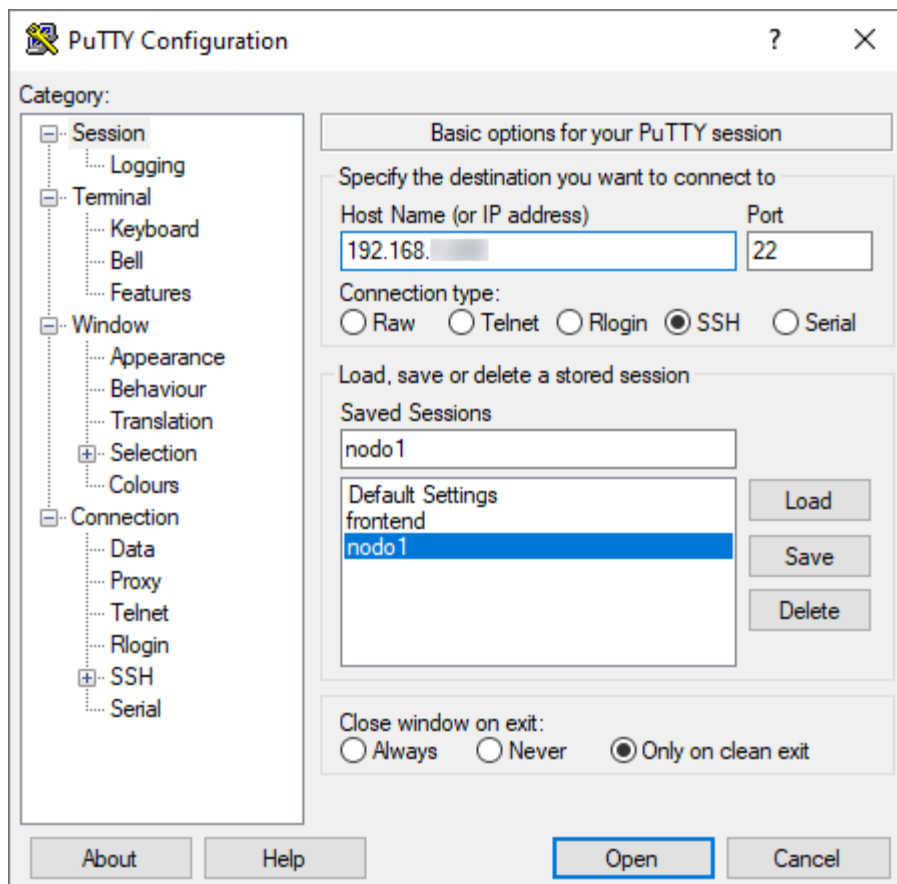 PuTTY Configuration
?
Category:
Session
Logging
Terminal
Keyboard
Bell
Features
Window
Appearance
Behaviour
Translation
Selection
Colours
Connection
Data
Proxy
Telnet
Rlogin
SSH
Serial
Basic options for your PuTTY session
Specify the destination you want to connect to
Host Name (or IP address) Port
192.168. 22
Connection type:
Raw Telnet Rlogin SSH Serial
Load, save or delete a stored session
Saved Sessions
nodo1
Default Settings
frontend
nodo1
Load
Save
Delete
Close window on exit:
Always Never Only on clean exit
About Help Open Cancel